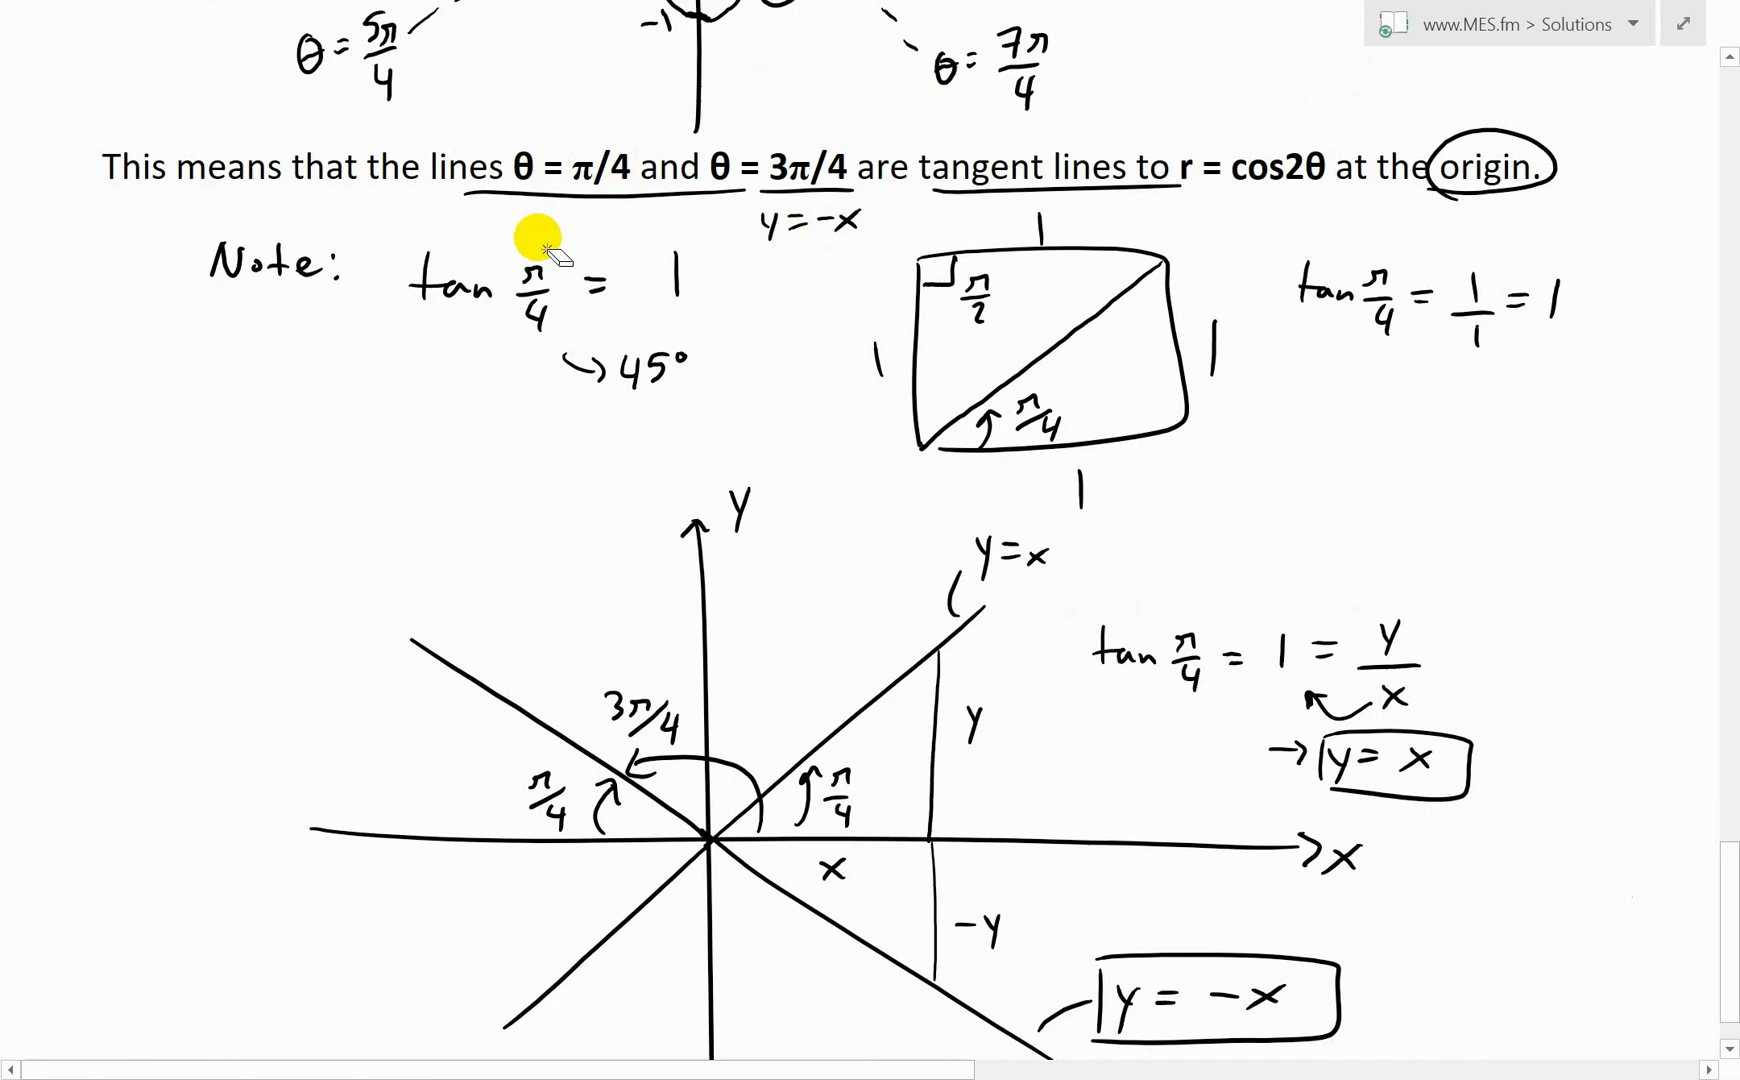 www.MES.fm > Solutions
-1
θ = 5π/4
θ = 7π/4
This means that the lines θ = π/4 and θ = 3π/4 are tangent lines to r = cos2θ at the origin.
y = -x
Note: tan π/4 = 1
↪ 45°
1
π/2
1
1
π/4
1
tan π/4 = 1/1 = 1
y
y = x
tan π/4 = 1 = y/x
→ y = x
3π/4
π/4
π/4
y
x
x
-y
y = -x